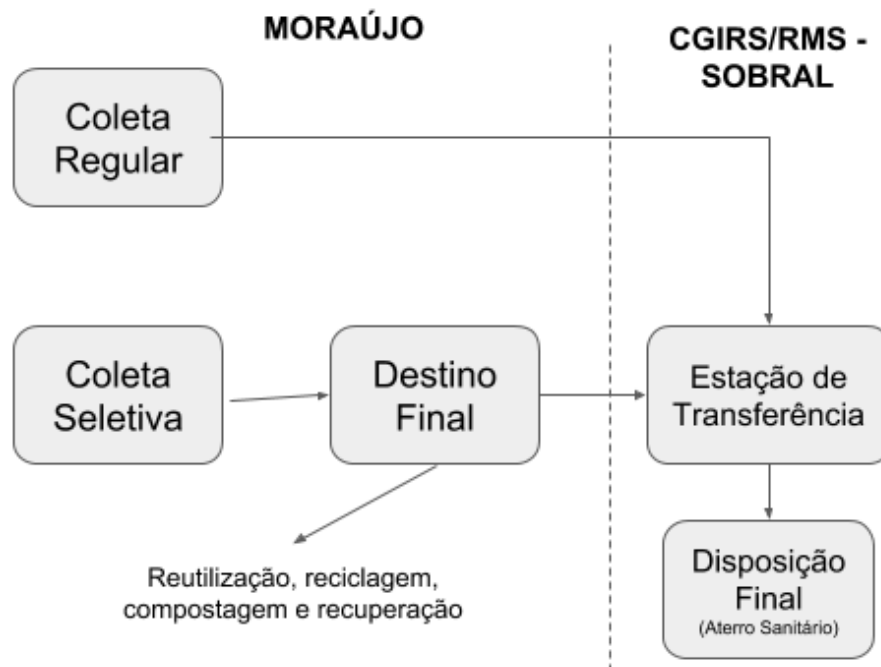 MORAÚJO
CGIRS/RMS -
SOBRAL
Coleta
Regular
Coleta
Seletiva
Destino
Final
Estação de
Transferência
Reutilização, reciclagem,
compostagem e recuperação
Disposição
Final
(Aterro Sanitário)